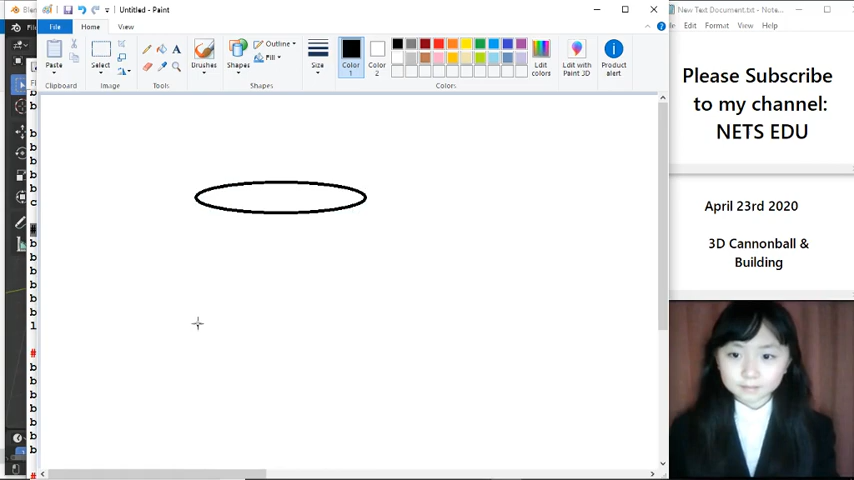 Untitled - Paint
New Text Document.txt - Note...
File Home View
Edit Format View Help
Paste
Select
Brushes
Shapes
Outline
Fill
Size
Color 1
Color 2
Edit colors
Edit with Paint 3D
Product alert
Clipboard
Image
Tools
Shapes
Colors
Please Subscribe
to my channel:
NETS EDU
April 23rd 2020
3D Cannonball &
Building